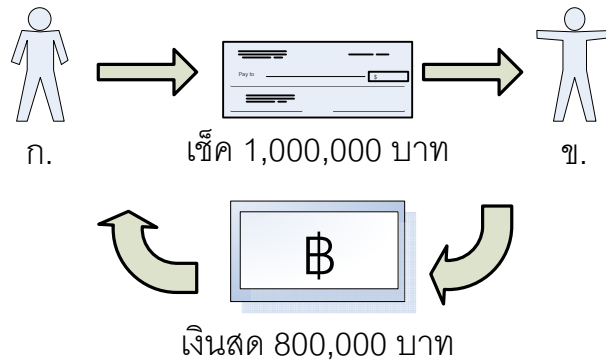 Pay to
$
ก.
เช็ค 1,000,000 บาท
ข.
฿
เงินสด 800,000 บาท